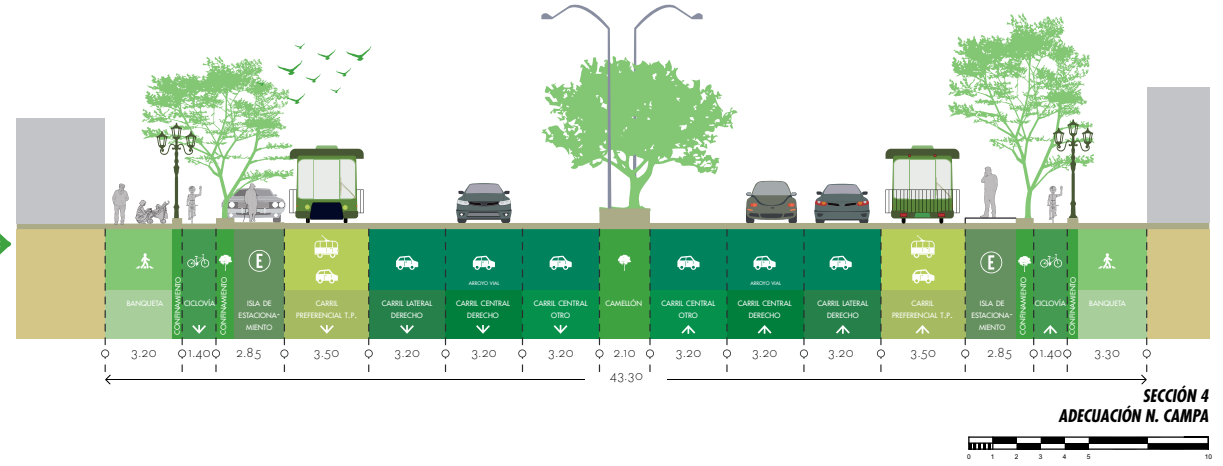 E
E
ARROYO VIAL
ARROYO VIAL
BANQUETA
CONFINAMIENTO
CICLOVÍA
CONFINAMIENTO
ISLA DE
ESTACIONA-
MIENTO
CARRIL
PREFERENCIAL T.P.
CARRIL LATERAL
DERECHO
CARRIL CENTRAL
DERECHO
CARRIL CENTRAL
OTRO
CAMELLÓN
CARRIL CENTRAL
OTRO
CARRIL CENTRAL
DERECHO
CARRIL LATERAL
DERECHO
CARRIL
PREFERENCIAL T.P.
ISLA DE
ESTACIONA-
MIENTO
CONFINAMIENTO
CICLOVÍA
CONFINAMIENTO
BANQUETA
3.20 1.40 2.85 3.50 3.20 3.20 3.20 2.10 3.20 3.20 3.20 3.50 2.85 1.40 3.30
43.30
SECCIÓN 4
ADECUACIÓN N. CAMPA
0 1 2 3 4 5 10